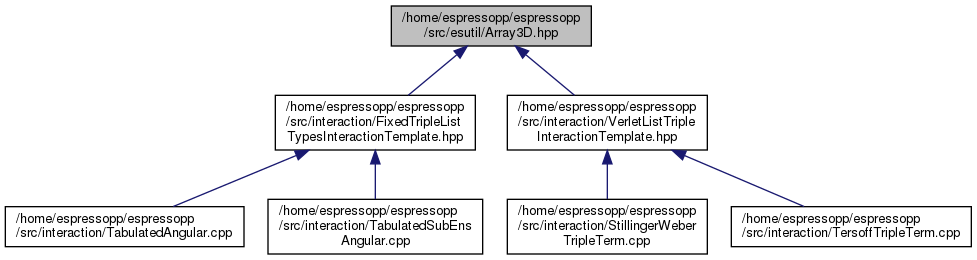 /home/espressopp/espressopp
/src/esutil/Array3D.hpp
/home/espressopp/espressopp
/src/interaction/FixedTripleList
TypesInteractionTemplate.hpp
/home/espressopp/espressopp
/src/interaction/VerletListTriple
InteractionTemplate.hpp
/home/espressopp/espressopp
/src/interaction/TabulatedAngular.cpp
/home/espressopp/espressopp
/src/interaction/TabulatedSubEns
Angular.cpp
/home/espressopp/espressopp
/src/interaction/StillingerWeber
TripleTerm.cpp
/home/espressopp/espressopp
/src/interaction/TersoffTripleTerm.cpp